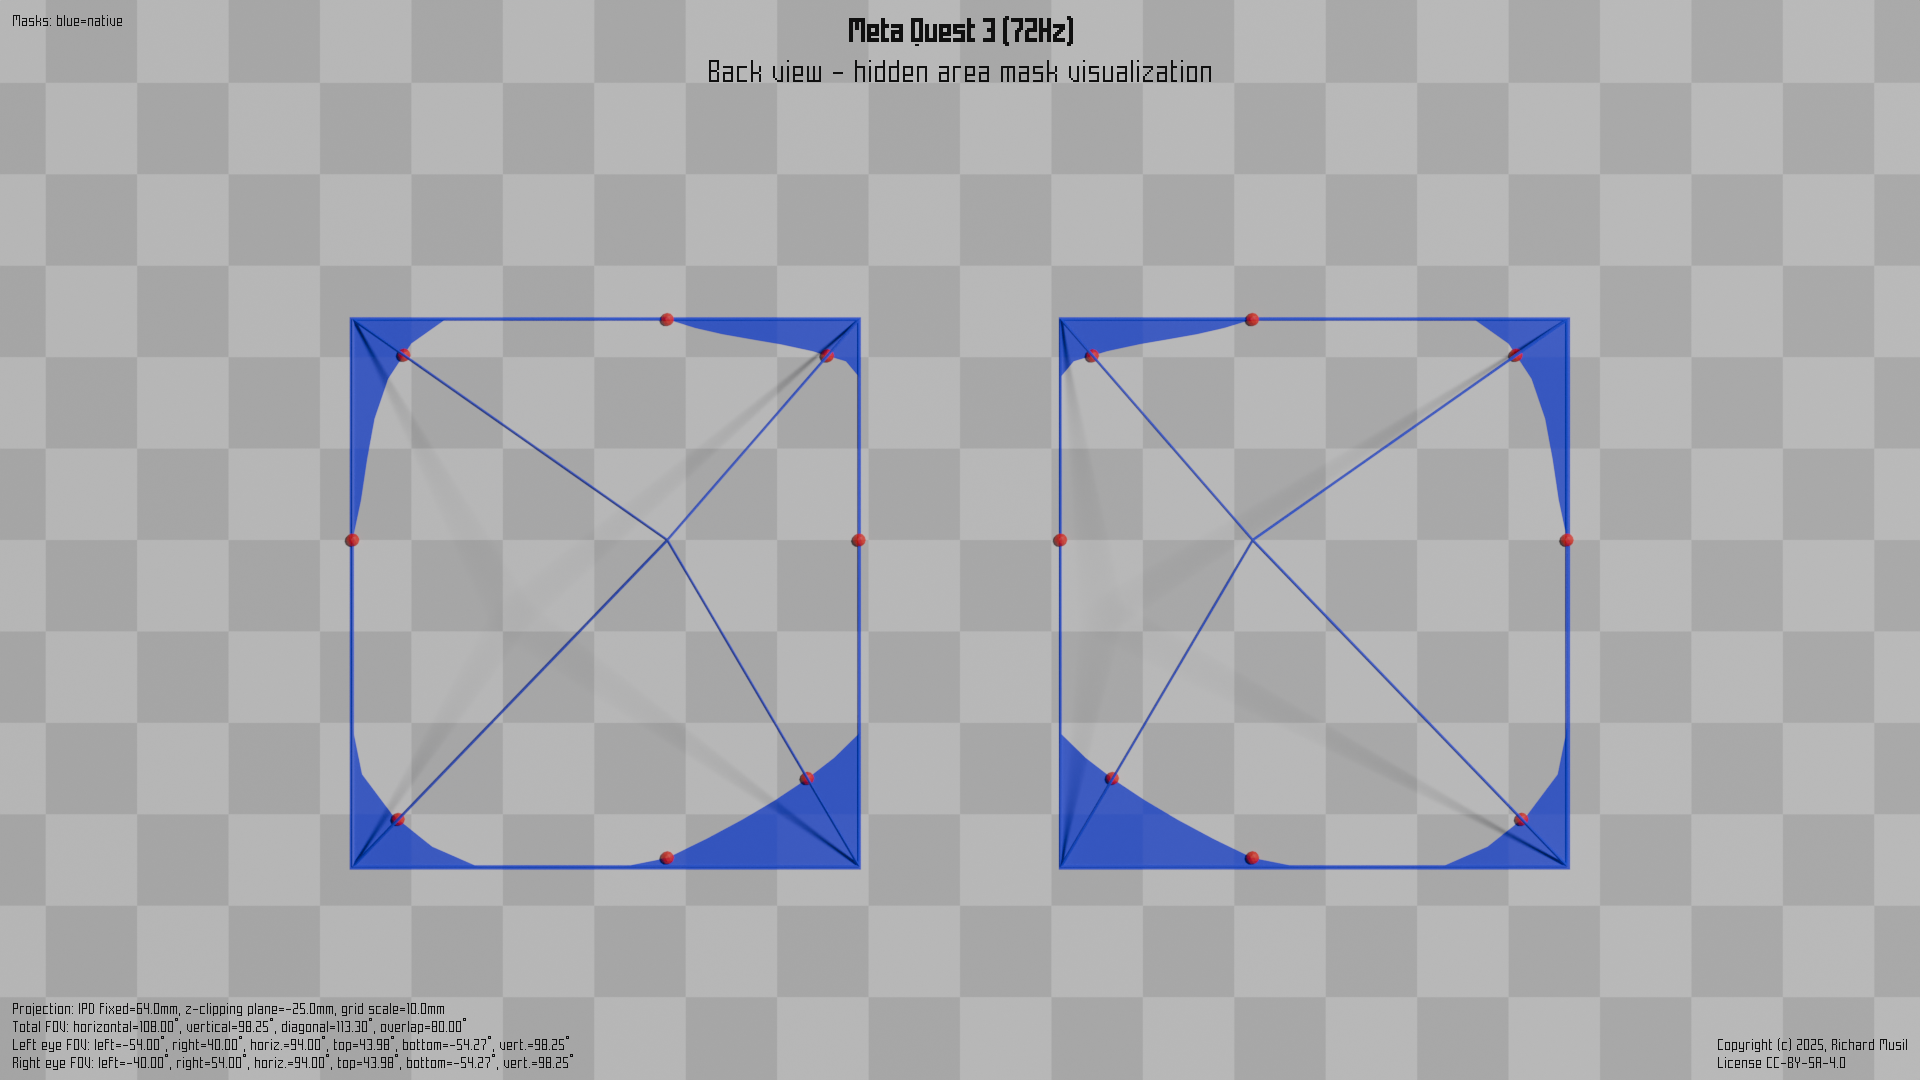 Masks: blue=native
Meta Quest 3 (72Hz)
Back view - hidden area mask visualization
Projection: IPD fixed=64.0mm, z-clipping plane=-25.0mm, grid scale=10.0mm
Total FOV: horizontal=108.00°, vertical=98.25°, diagonal=113.30°, overlap=80.00°
Left eye FOV: left=-54.00°, right=40.00°, horiz.=94.00°, top=43.98°, bottom=-54.27°, vert.=98.25°
Right eye FOV: left=-40.00°, right=54.00°, horiz.=94.00°, top=43.98°, bottom=-54.27°, vert.=98.25°
Copyright (c) 2025, Richard Musil
License CC-BY-SA-4.0